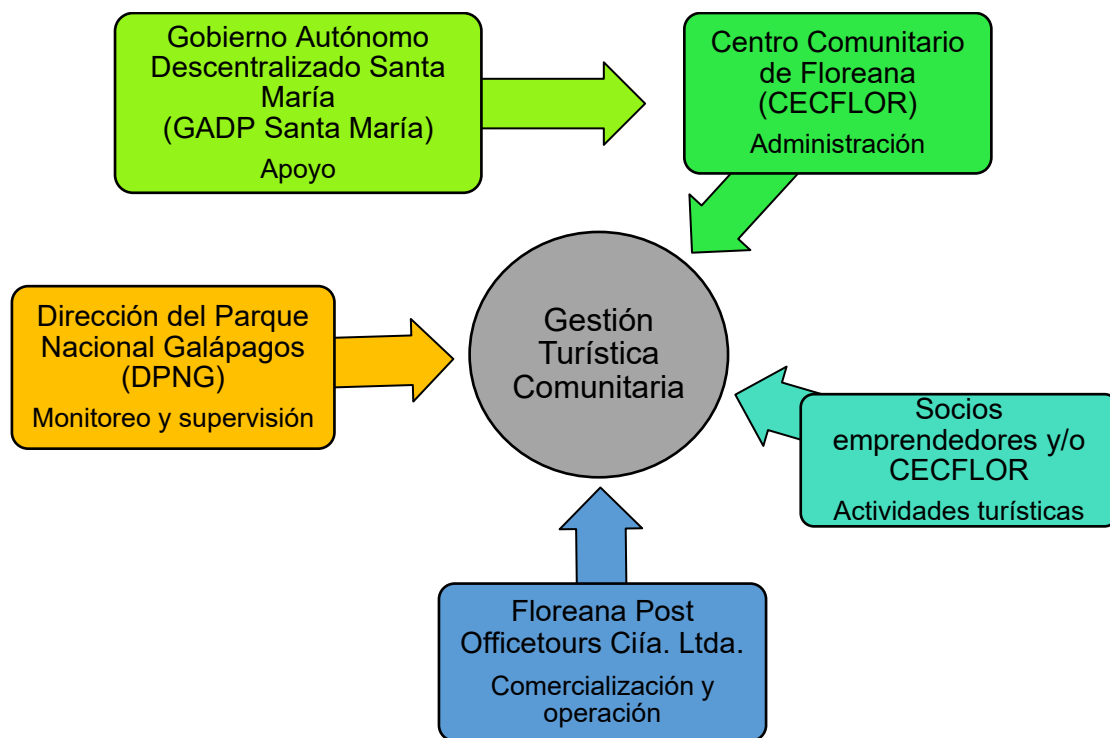 Gobierno Autónomo
Descentralizado Santa
María
(GADP Santa María)
Apoyo
Centro Comunitario
de Floreana
(CECFLOR)
Administración
Dirección del Parque
Nacional Galápagos
(DPNG)
Monitoreo y supervisión
Gestión
Turística
Comunitaria
Socios
emprendedores y/o
CECFLOR
Actividades turísticas
Floreana Post
Officetours Ciía. Ltda.
Comercialización y
operación